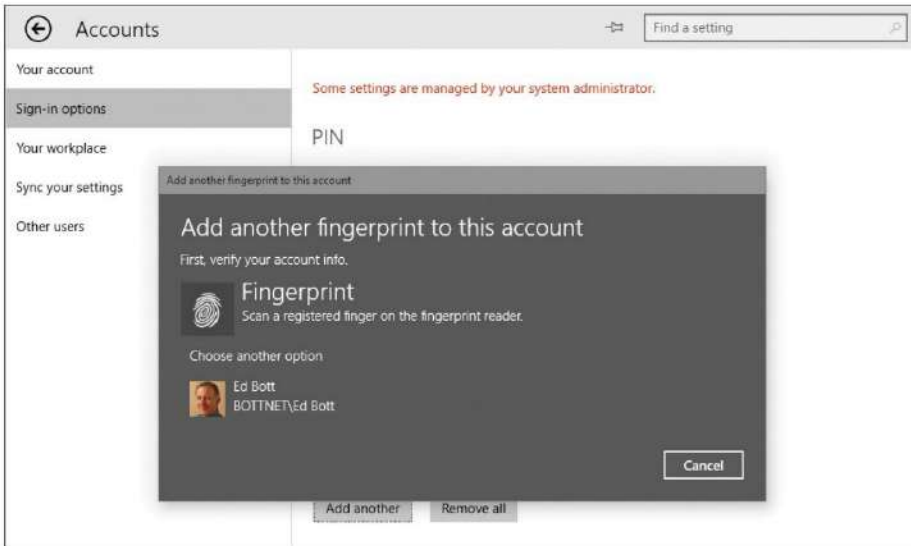 Accounts
Find a setting
Your account
Sign-in options
Your workplace
Sync your settings
Other users
Some settings are managed by your system administrator.
PIN
Add another fingerprint to this account
Add another fingerprint to this account
First, verify your account info.
Fingerprint
Scan a registered finger on the fingerprint reader.
Choose another option
Ed Bott
BOTTNET\Ed Bott
Cancel
Add another
Remove all